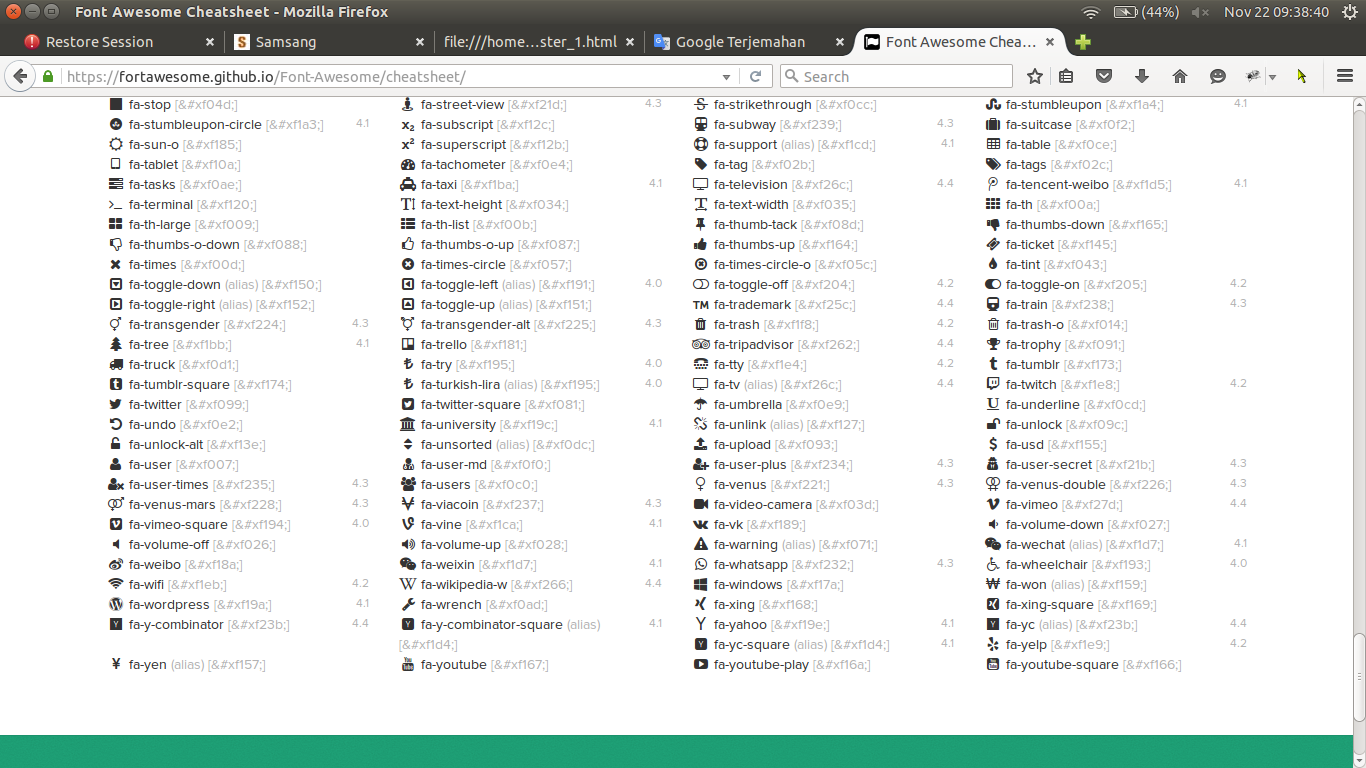 Font Awesome Cheatsheet - Mozilla Firefox (44%) Nov 22 09:38:40
Restore Session Samsang file:///home...ster_1.html Google Terjemahan Font Awesome Chea...
https://fortawesome.github.io/Font-Awesome/cheatsheet/ Search
fa-stop [&#xf04d;] fa-street-view [&#xf21d;] 4.3 fa-strikethrough [&#xf0cc;] fa-stumbleupon [&#xf1a4;] 4.1
fa-stumbleupon-circle [&#xf1a3;] 4.1 fa-subscript [&#xf12c;] fa-subway [&#xf239;] 4.3 fa-suitcase [&#xf0f2;]
fa-sun-o [&#xf185;] fa-superscript [&#xf12b;] fa-support (alias) [&#xf1cd;] 4.1 fa-table [&#xf0ce;]
fa-tablet [&#xf10a;] fa-tachometer [&#xf0e4;] fa-tag [&#xf02b;] fa-tags [&#xf02c;]
fa-tasks [&#xf0ae;] fa-taxi [&#xf1ba;] 4.1 fa-television [&#xf26c;] 4.4 fa-tencent-weibo [&#xf1d5;] 4.1
fa-terminal [&#xf120;] fa-text-height [&#xf034;] fa-text-width [&#xf035;] fa-th [&#xf00a;]
fa-th-large [&#xf009;] fa-th-list [&#xf00b;] fa-thumb-tack [&#xf08d;] fa-thumbs-down [&#xf165;]
fa-thumbs-o-down [&#xf088;] fa-thumbs-o-up [&#xf087;] fa-thumbs-up [&#xf164;] fa-ticket [&#xf145;]
fa-times [&#xf00d;] fa-times-circle [&#xf057;] fa-times-circle-o [&#xf05c;] fa-tint [&#xf043;]
fa-toggle-down (alias) [&#xf150;] fa-toggle-left (alias) [&#xf191;] 4.0 fa-toggle-off [&#xf204;] 4.2 fa-toggle-on [&#xf205;] 4.2
fa-toggle-right (alias) [&#xf152;] fa-toggle-up (alias) [&#xf151;] fa-trademark [&#xf25c;] 4.4 fa-train [&#xf238;] 4.3
fa-transgender [&#xf224;] 4.3 fa-transgender-alt [&#xf225;] 4.3 fa-trash [&#xf1f8;] 4.2 fa-trash-o [&#xf014;]
fa-tree [&#xf1bb;] 4.1 fa-trello [&#xf181;] fa-tripadvisor [&#xf262;] 4.4 fa-trophy [&#xf091;]
fa-truck [&#xf0d1;] fa-try [&#xf195;] 4.0 fa-tty [&#xf1e4;] 4.2 fa-tumblr [&#xf173;]
fa-tumblr-square [&#xf174;] fa-turkish-lira (alias) [&#xf195;] 4.0 fa-tv (alias) [&#xf26c;] 4.4 fa-twitch [&#xf1e8;] 4.2
fa-twitter [&#xf099;] fa-twitter-square [&#xf081;] fa-umbrella [&#xf0e9;] fa-underline [&#xf0cd;]
fa-undo [&#xf0e2;] fa-university [&#xf19c;] 4.1 fa-unlink (alias) [&#xf127;] fa-unlock [&#xf09c;]
fa-unlock-alt [&#xf13e;] fa-unsorted (alias) [&#xf0dc;] fa-upload [&#xf093;] fa-usd [&#xf155;]
fa-user [&#xf007;] fa-user-md [&#xf0f0;] fa-user-plus [&#xf234;] 4.3 fa-user-secret [&#xf21b;] 4.3
fa-user-times [&#xf235;] 4.3 fa-users [&#xf0c0;] fa-venus [&#xf221;] 4.3 fa-venus-double [&#xf226;] 4.3
fa-venus-mars [&#xf228;] 4.3 fa-viacoin [&#xf237;] 4.3 fa-video-camera [&#xf03d;] fa-vimeo [&#xf27d;] 4.4
fa-vimeo-square [&#xf194;] 4.0 fa-vine [&#xf1ca;] 4.1 fa-vk [&#xf189;] fa-volume-down [&#xf027;]
fa-volume-off [&#xf026;] fa-volume-up [&#xf028;] fa-warning (alias) [&#xf071;] fa-wechat (alias) [&#xf1d7;] 4.1
fa-weibo [&#xf18a;] fa-weixin [&#xf1d7;] 4.1 fa-whatsapp [&#xf232;] 4.3 fa-wheelchair [&#xf193;] 4.0
fa-wifi [&#xf1eb;] 4.2 fa-wikipedia-w [&#xf266;] 4.4 fa-windows [&#xf17a;] fa-won (alias) [&#xf159;]
fa-wordpress [&#xf19a;] 4.1 fa-wrench [&#xf0ad;] fa-xing [&#xf168;] fa-xing-square [&#xf169;]
fa-y-combinator [&#xf23b;] 4.4 fa-y-combinator-square (alias) 4.1 fa-yahoo [&#xf19e;] 4.1 fa-yc (alias) [&#xf23b;] 4.4
[&#xf1d4;] fa-yc-square (alias) [&#xf1d4;] 4.1 fa-yelp [&#xf1e9;] 4.2
fa-yen (alias) [&#xf157;] fa-youtube [&#xf167;] fa-youtube-play [&#xf16a;] fa-youtube-square [&#xf166;]